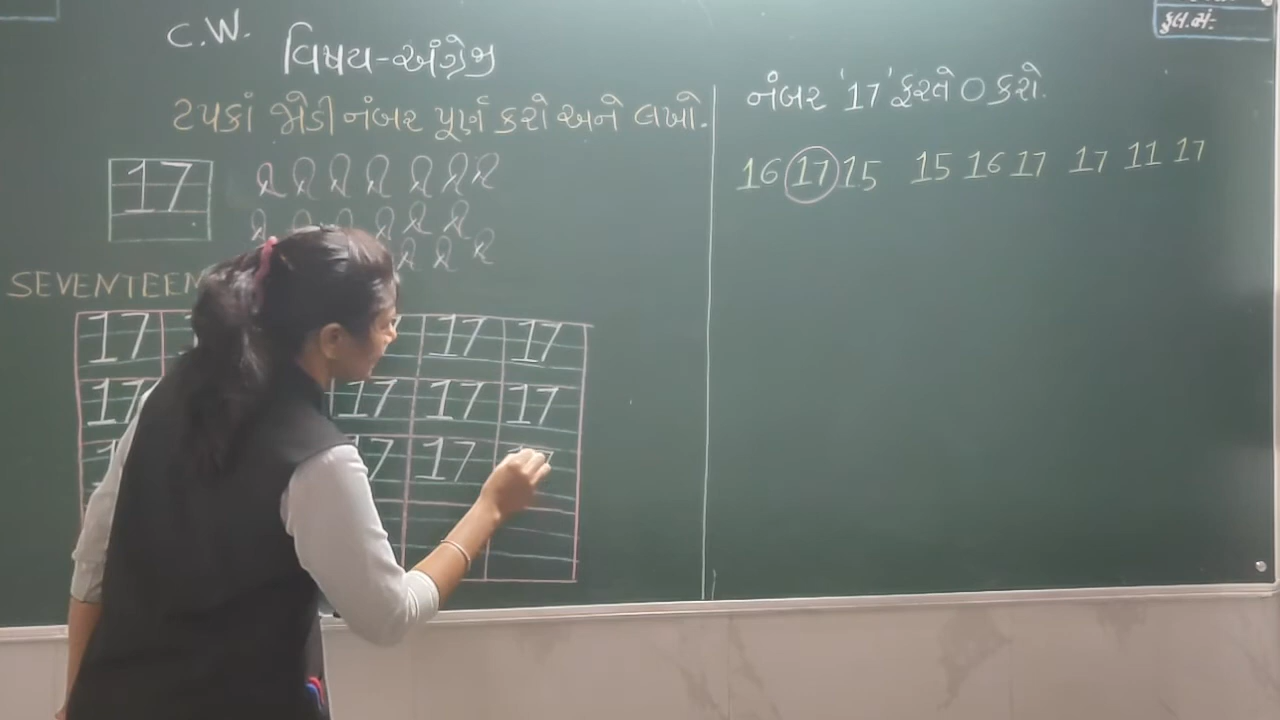 C.W.
વિષય-અંગ્રેજી
ટપકાં જોડી નંબર પૂર્ણ કરો અને લખો.
17
SEVENTEEN
17 17 17
17 17 17 17
17 17
કુલ.સં:-
નંબર '17' ફરતે O કરો.
16 17 15 15 16 17 17 11 17